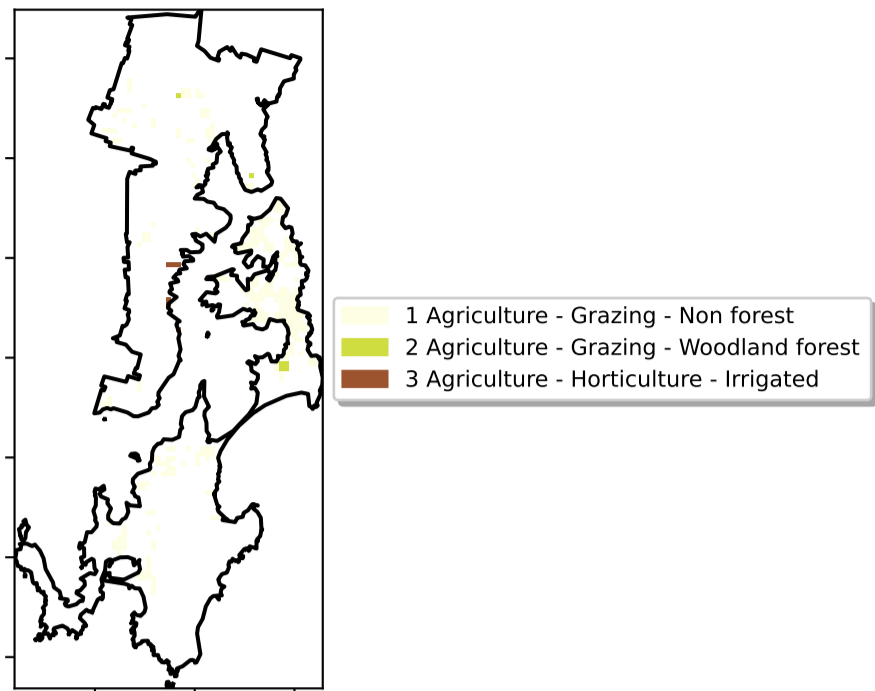 1 Agriculture - Grazing - Non forest
2 Agriculture - Grazing - Woodland forest
3 Agriculture - Horticulture - Irrigated